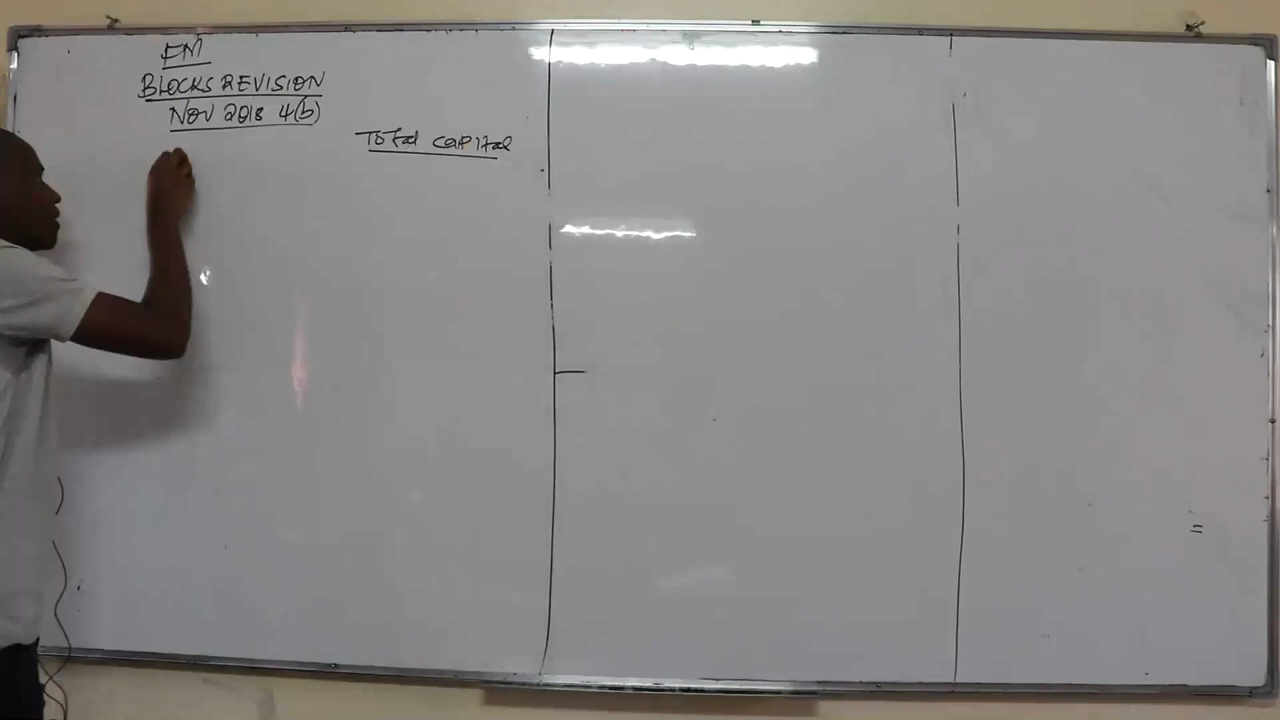 FM
BLOCKS REVISION
NOV 2018 4(b)
Total capital
=